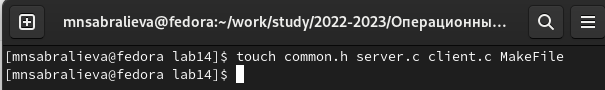 mnsabralieva@fedora:~/work/study/2022-2023/Операционны...
[mnsabralieva@fedora lab14]$ touch common.h server.c client.c MakeFile
[mnsabralieva@fedora lab14]$